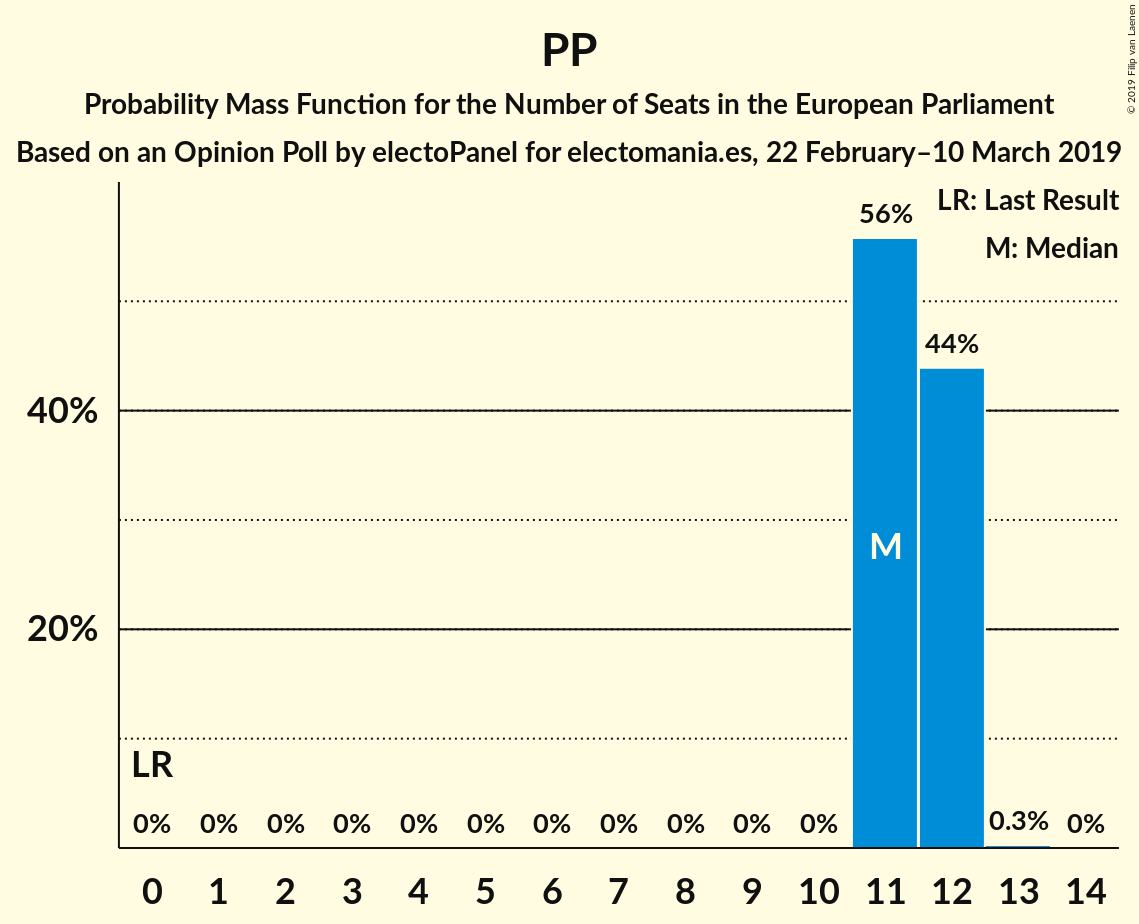 PP
Probability Mass Function for the Number of Seats in the European Parliament
Based on an Opinion Poll by electoPanel for electomania.es, 22 February–10 March 2019
© 2019 Filip van Laenen
LR: Last Result
M: Median
56%
44%
40%
M
20%
LR
0% 0% 0% 0% 0% 0% 0% 0% 0% 0% 0% 0.3% 0%
0 1 2 3 4 5 6 7 8 9 10 11 12 13 14